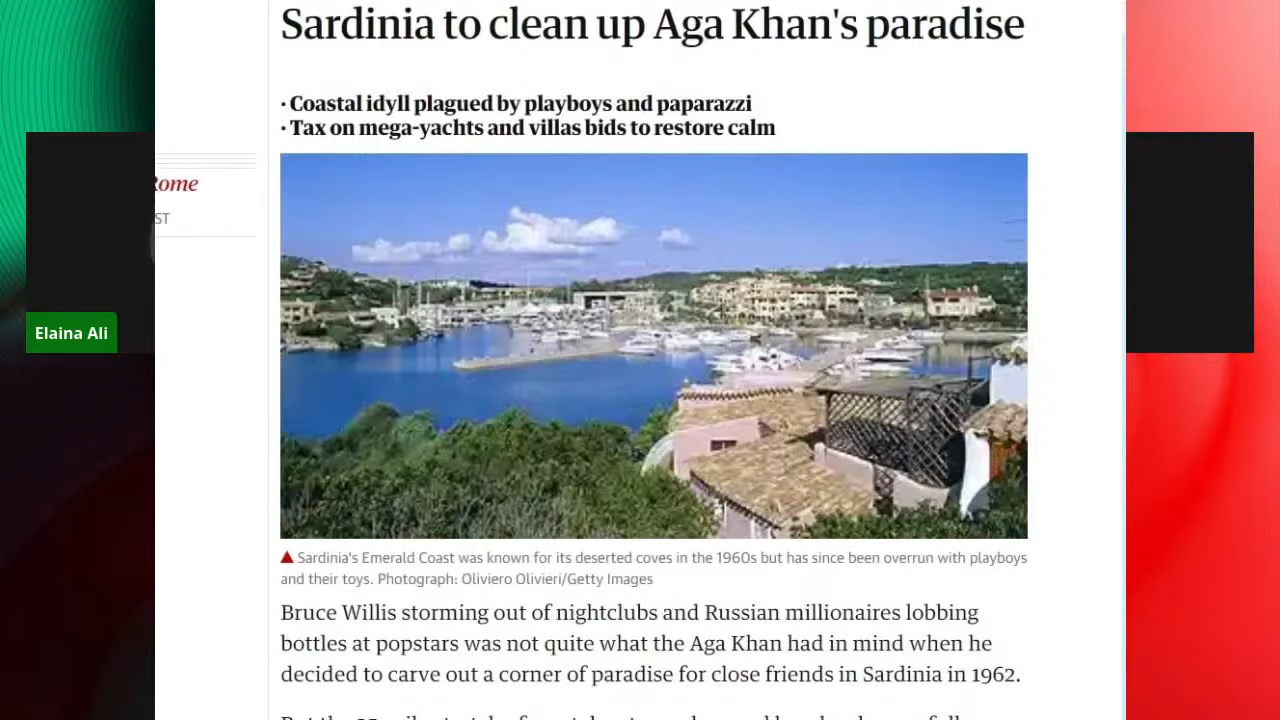 Sardinia to clean up Aga Khan's paradise
· Coastal idyll plagued by playboys and paparazzi
· Tax on mega-yachts and villas bids to restore calm
Rome
ST
Elaina Ali
Sardinia's Emerald Coast was known for its deserted coves in the 1960s but has since been overrun with playboys
and their toys. Photograph: Oliviero Olivieri/Getty Images
Bruce Willis storming out of nightclubs and Russian millionaires lobbing
bottles at popstars was not quite what the Aga Khan had in mind when he
decided to carve out a corner of paradise for close friends in Sardinia in 1962.